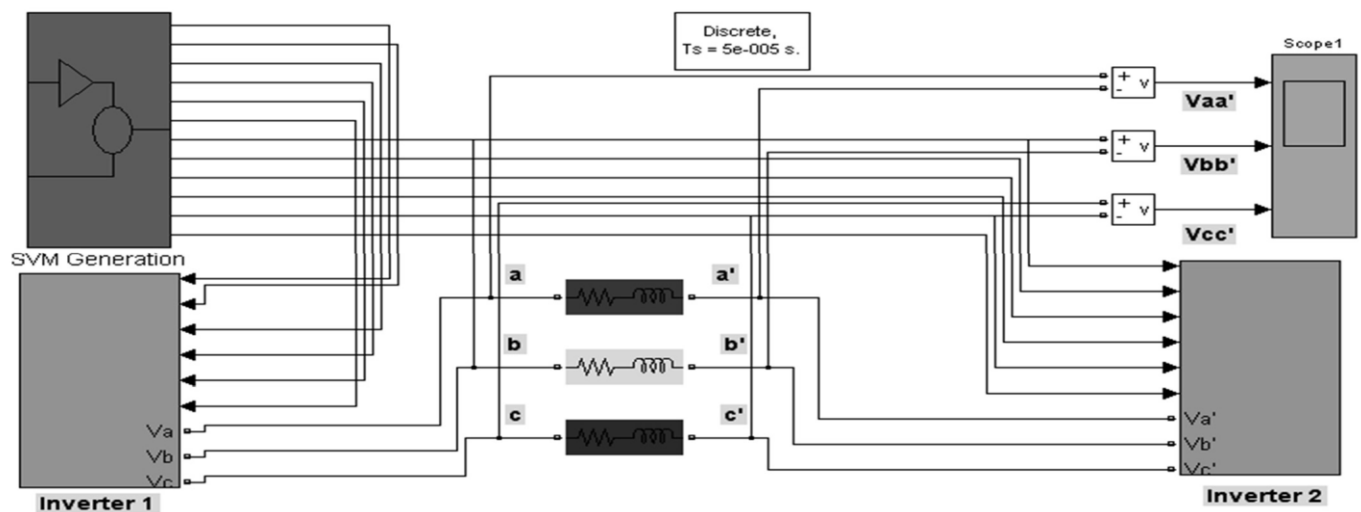 Discrete,
Ts = 5e-005 s.
Scope1
+
-
v
Vaa'
+
-
v
Vbb'
+
-
v
Vcc'
SVM Generation
a
a'
b
b'
c
c'
Va
Vb
Vc
Va'
Vb'
Vc'
Inverter 1
Inverter 2